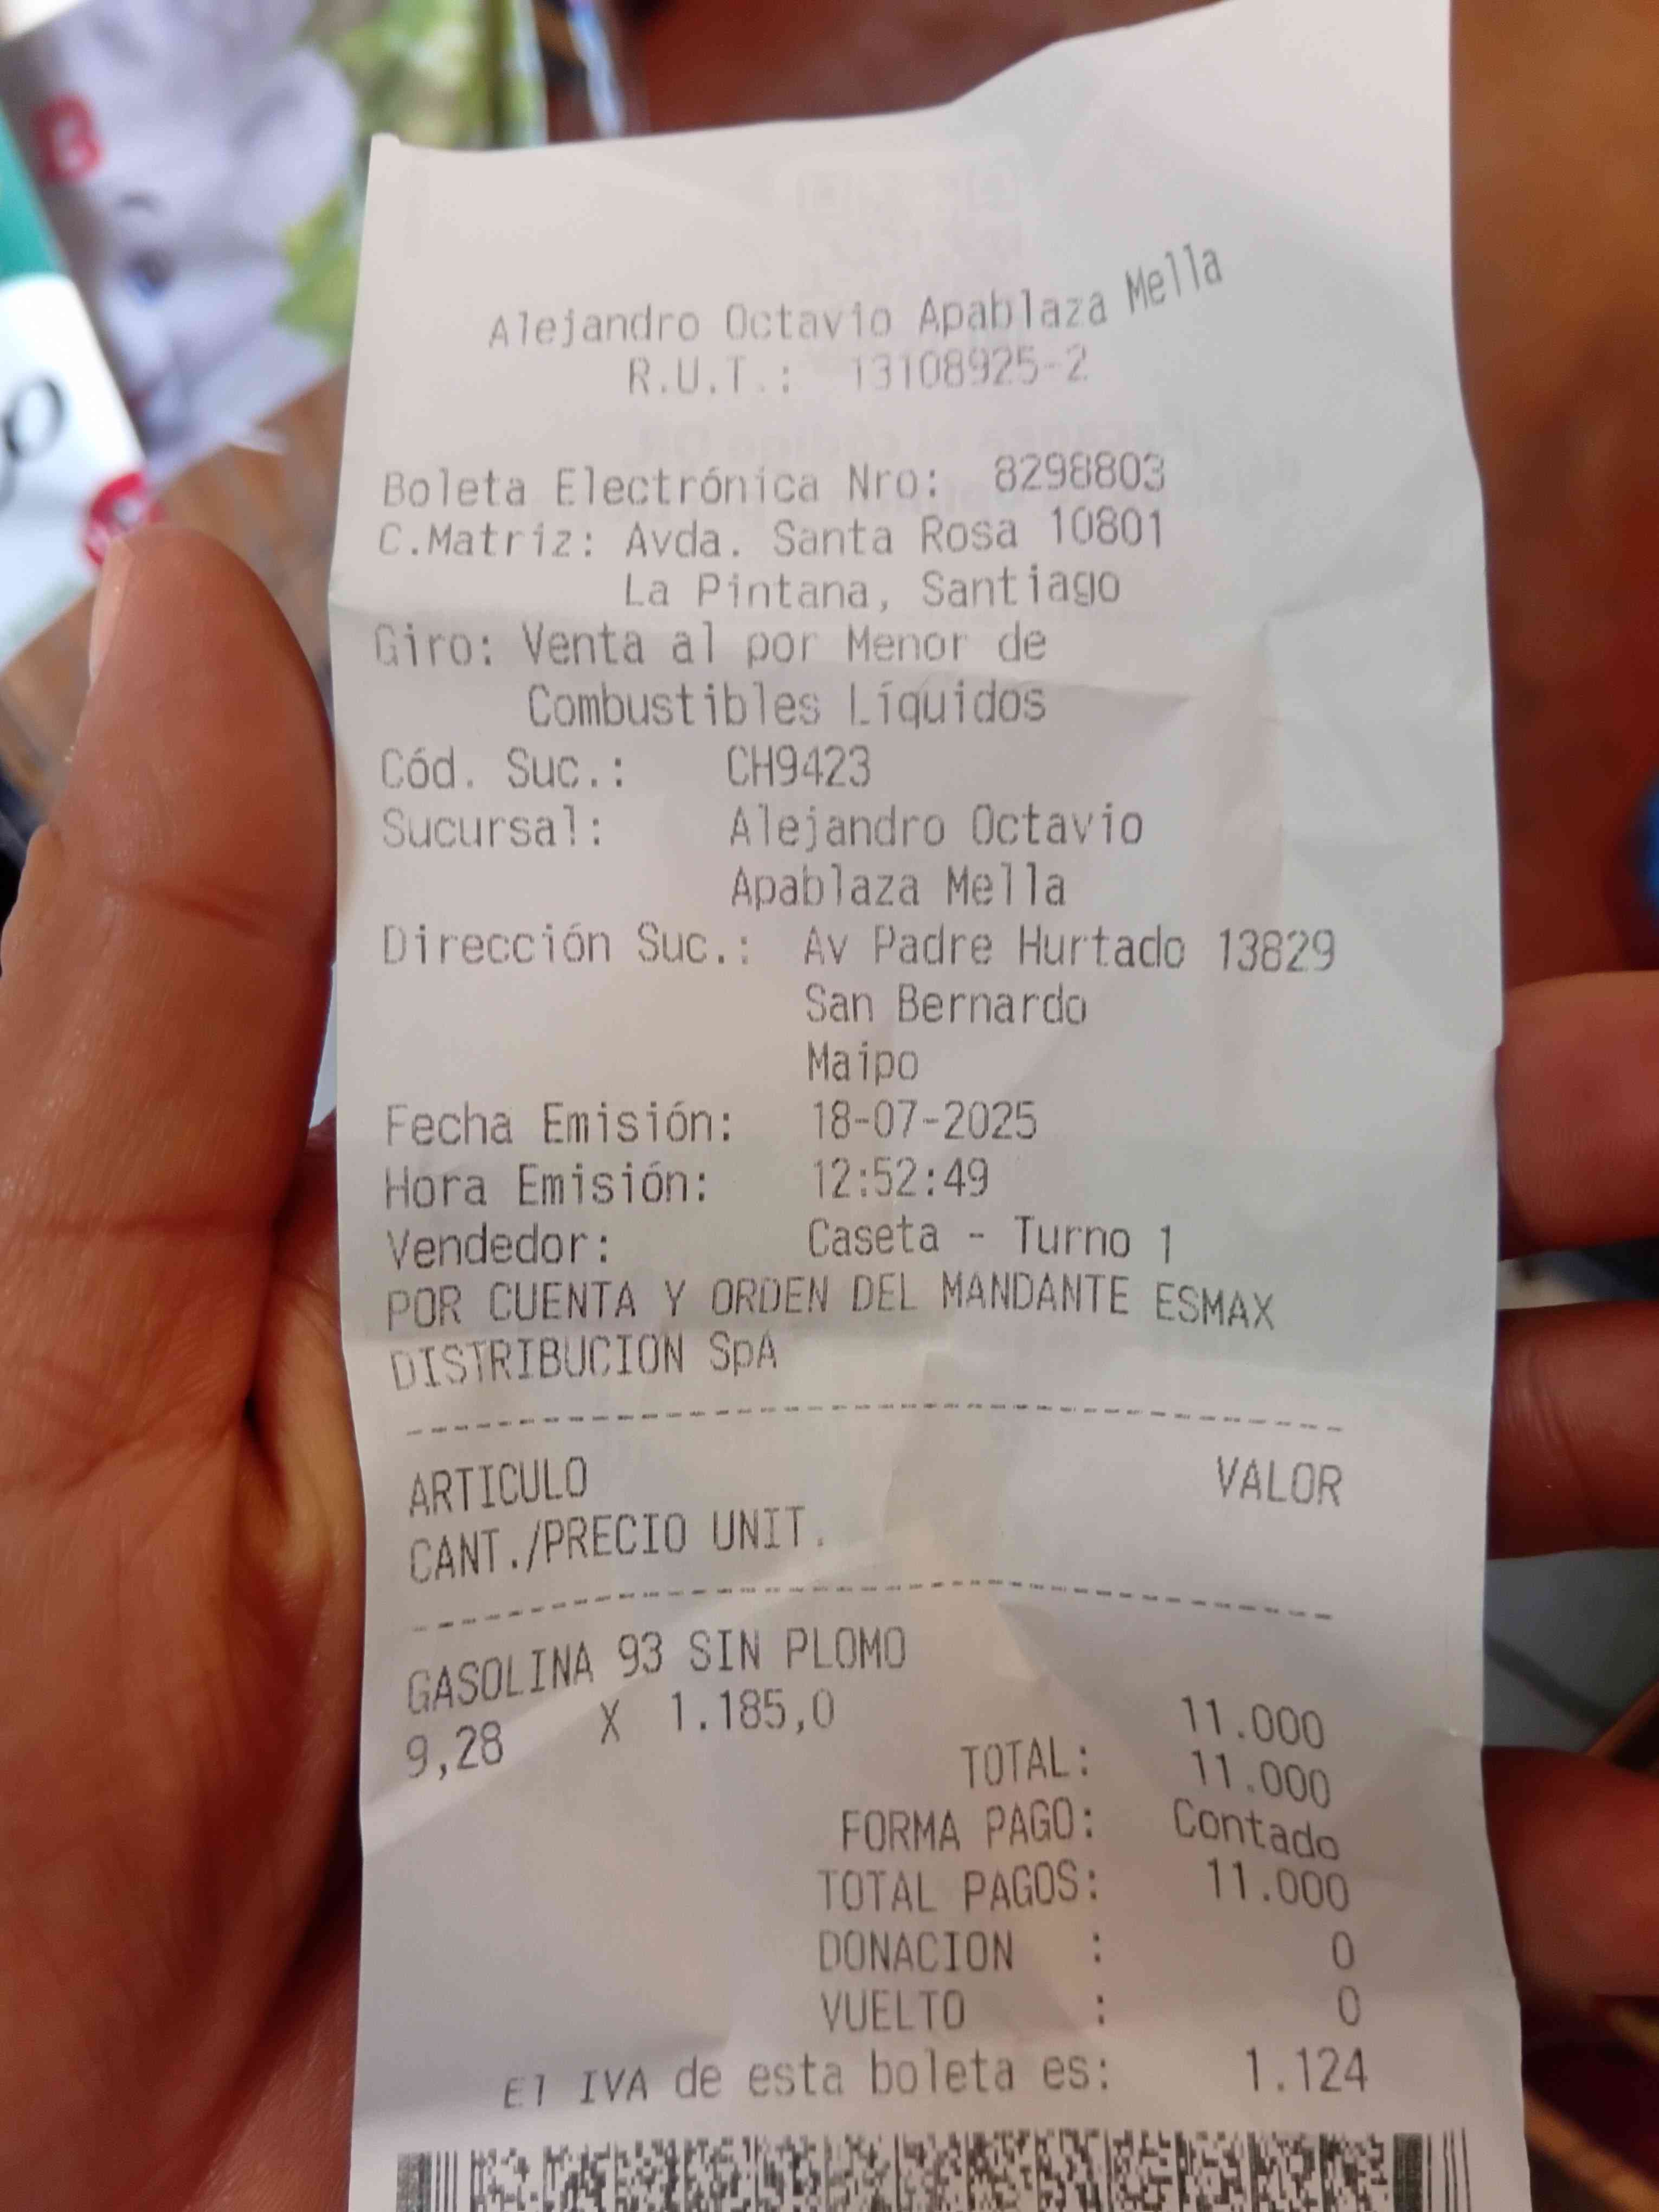 Alejandro Octavio Apablaza Mella
R.U.T.: 13108925-2
Boleta Electrónica Nro: 8298803
C.Matriz: Avda. Santa Rosa 10801
La Pintana, Santiago
Giro: Venta al por Menor de
Combustibles Líquidos
Cód. Suc.: CH9423
Sucursal: Alejandro Octavio
Apablaza Mella
Dirección Suc.: Av Padre Hurtado 13829
San Bernardo
Maipo
Fecha Emisión: 18-07-2025
Hora Emisión: 12:52:49
Vendedor: Caseta - Turno 1
POR CUENTA Y ORDEN DEL MANDANTE ESMAX
DISTRIBUCION SpA
ARTICULO VALOR
CANT./PRECIO UNIT.
GASOLINA 93 SIN PLOMO
9,28 X 1.185,0 11.000
TOTAL: 11.000
FORMA PAGO: Contado
TOTAL PAGOS: 11.000
DONACION : 0
VUELTO : 0
El IVA de esta boleta es: 1.124